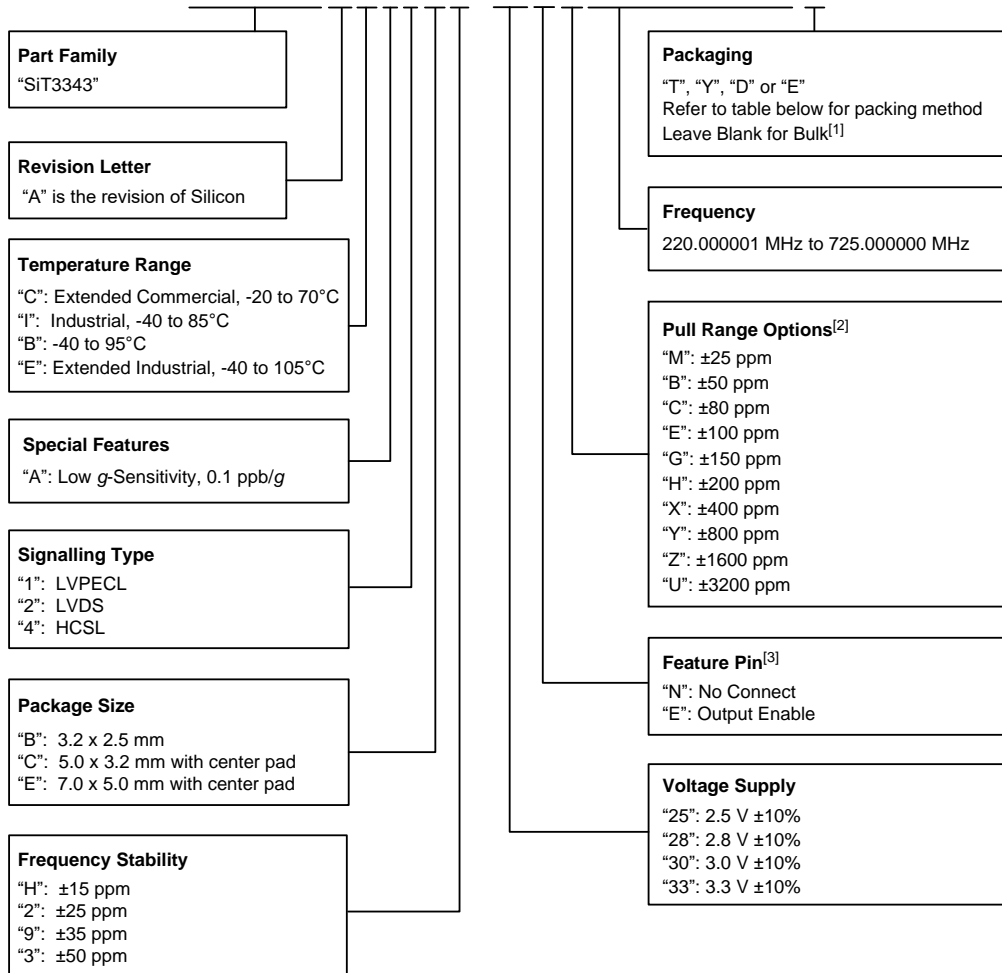 Part Family
“SiT3343”
Revision Letter
“A” is the revision of Silicon
Temperature Range
“C”: Extended Commercial, -20 to 70°C
“I”: Industrial, -40 to 85°C
“B”: -40 to 95°C
“E”: Extended Industrial, -40 to 105°C
Special Features
“A”: Low g-Sensitivity, 0.1 ppb/g
Signalling Type
“1”: LVPECL
“2”: LVDS
“4”: HCSL
Package Size
“B”: 3.2 x 2.5 mm
“C”: 5.0 x 3.2 mm with center pad
“E”: 7.0 x 5.0 mm with center pad
Frequency Stability
“H”: ±15 ppm
“2”: ±25 ppm
“9”: ±35 ppm
“3”: ±50 ppm
Packaging
“T”, “Y”, “D” or “E”
Refer to table below for packing method
Leave Blank for Bulk[1]
Frequency
220.000001 MHz to 725.000000 MHz
Pull Range Options[2]
“M”: ±25 ppm
“B”: ±50 ppm
“C”: ±80 ppm
“E”: ±100 ppm
“G”: ±150 ppm
“H”: ±200 ppm
“X”: ±400 ppm
“Y”: ±800 ppm
“Z”: ±1600 ppm
“U”: ±3200 ppm
Feature Pin[3]
“N”: No Connect
“E”: Output Enable
Voltage Supply
“25”: 2.5 V ±10%
“28”: 2.8 V ±10%
“30”: 3.0 V ±10%
“33”: 3.3 V ±10%